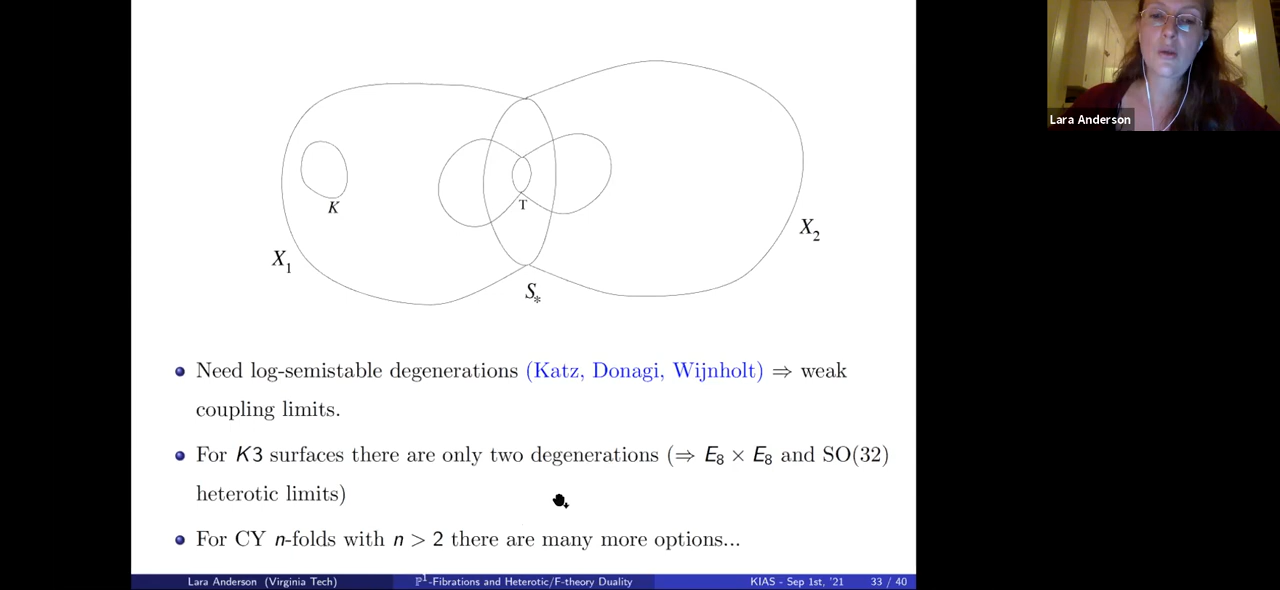 Lara Anderson
K
T
X₁
X₂
S*
Need log-semistable degenerations (Katz, Donagi, Wijnholt) ⇒ weak
coupling limits.
For K3 surfaces there are only two degenerations (⇒ E₈ × E₈ and SO(32)
heterotic limits)
For CY n-folds with n > 2 there are many more options...
Lara Anderson (Virginia Tech) ℙ¹-Fibrations and Heterotic/F-theory Duality KIAS - Sep 1st, '21 33 / 40